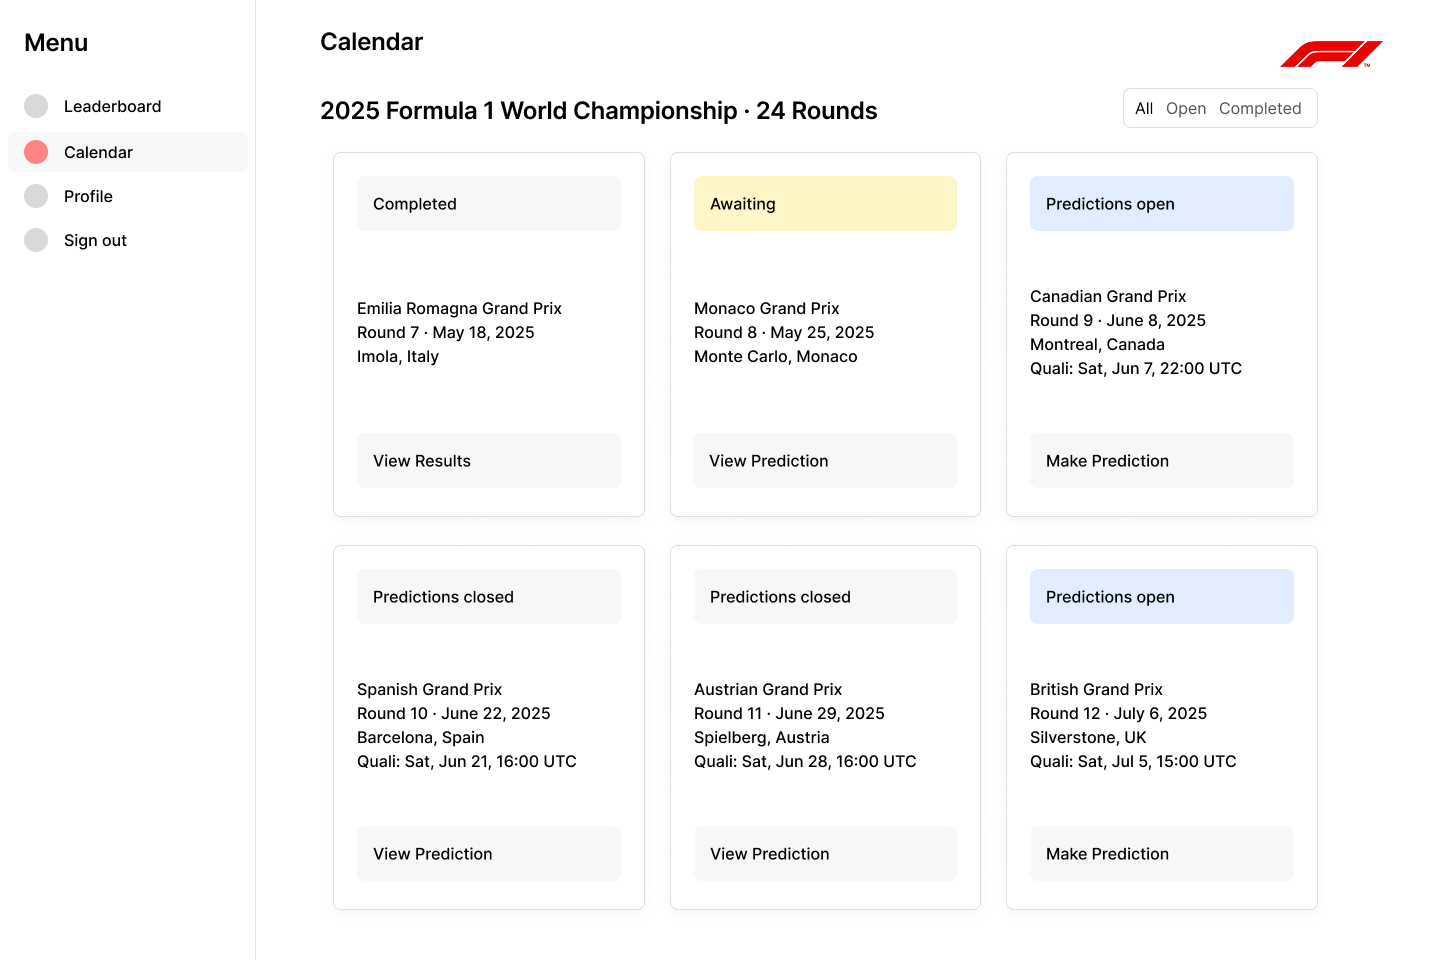 Menu
Leaderboard
Calendar
Profile
Sign out
Calendar
F1
™
2025 Formula 1 World Championship · 24 Rounds
All Open Completed
Completed
Emilia Romagna Grand Prix
Round 7 · May 18, 2025
Imola, Italy
View Results
Awaiting
Monaco Grand Prix
Round 8 · May 25, 2025
Monte Carlo, Monaco
View Prediction
Predictions open
Canadian Grand Prix
Round 9 · June 8, 2025
Montreal, Canada
Quali: Sat, Jun 7, 22:00 UTC
Make Prediction
Predictions closed
Spanish Grand Prix
Round 10 · June 22, 2025
Barcelona, Spain
Quali: Sat, Jun 21, 16:00 UTC
View Prediction
Predictions closed
Austrian Grand Prix
Round 11 · June 29, 2025
Spielberg, Austria
Quali: Sat, Jun 28, 16:00 UTC
View Prediction
Predictions open
British Grand Prix
Round 12 · July 6, 2025
Silverstone, UK
Quali: Sat, Jul 5, 15:00 UTC
Make Prediction